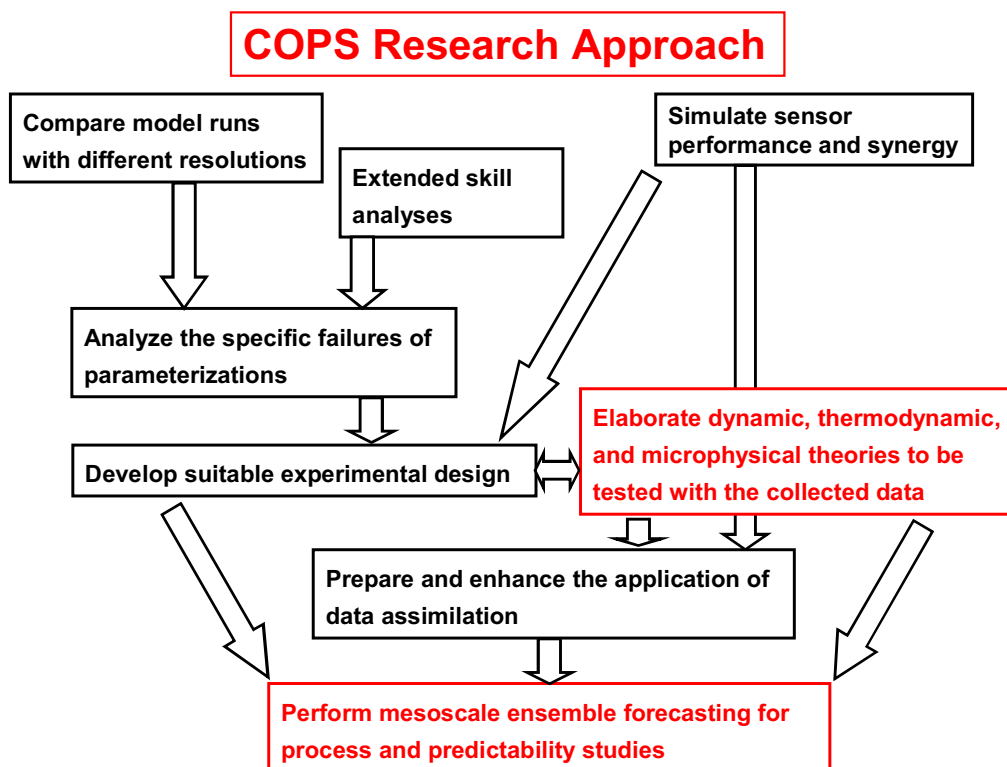 COPS Research Approach
Compare model runs
with different resolutions
Simulate sensor
performance and synergy
Extended skill
analyses
Analyze the specific failures of
parameterizations
Elaborate dynamic, thermodynamic,
and microphysical theories to be
tested with the collected data
Develop suitable experimental design
Prepare and enhance the application of
data assimilation
Perform mesoscale ensemble forecasting for
process and predictability studies